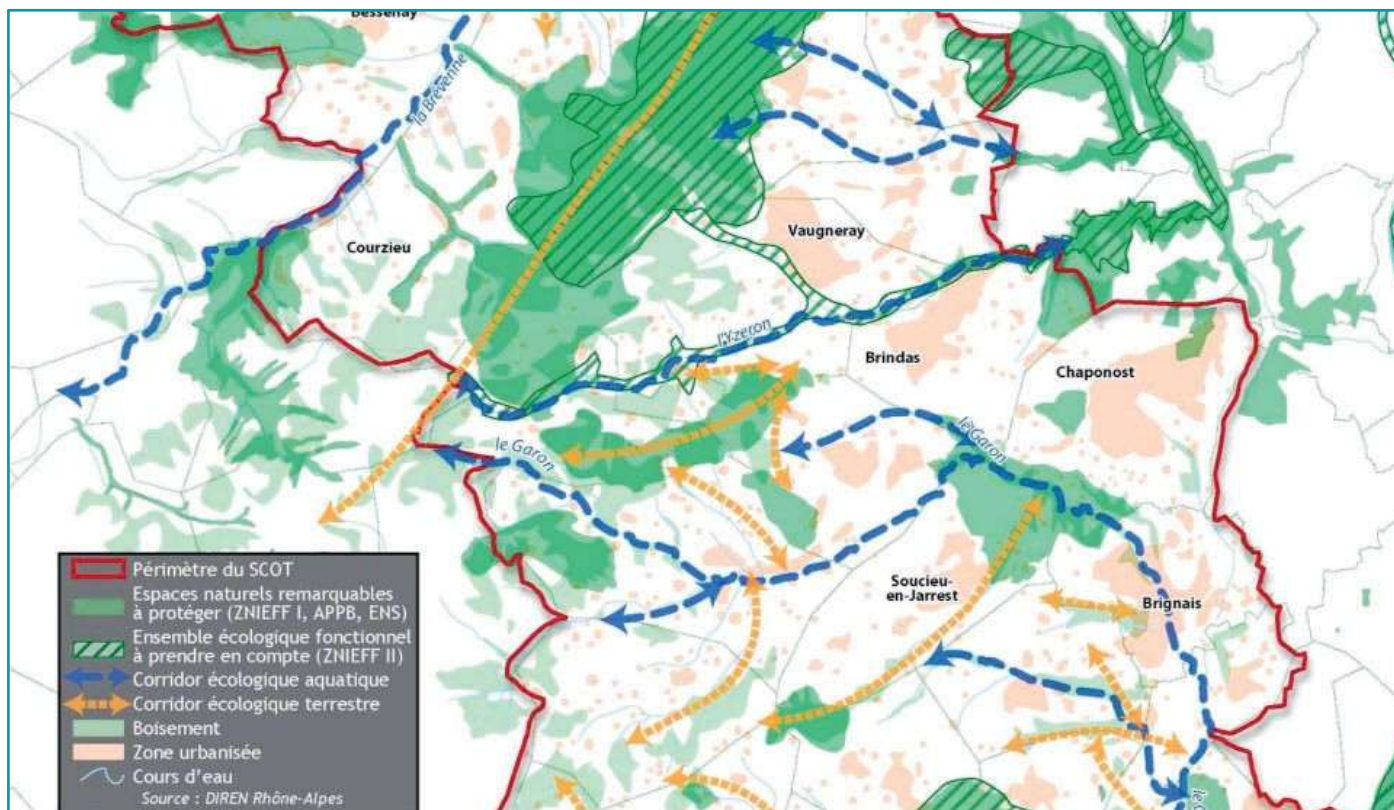 Bessenay
la Brévenne
Courzieu
Vaugneray
l'Yzeron
Brindas
Chaponost
le Garon
le Garon
Soucieu-
en-Jarrest
Brignais
Périmètre du SCOT
Espaces naturels remarquables
à protéger (ZNIEFF I, APPB, ENS)
Ensemble écologique fonctionnel
à prendre en compte (ZNIEFF II)
Corridor écologique aquatique
Corridor écologique terrestre
Boisement
Zone urbanisée
Cours d'eau
Source : DIREN Rhône-Alpes